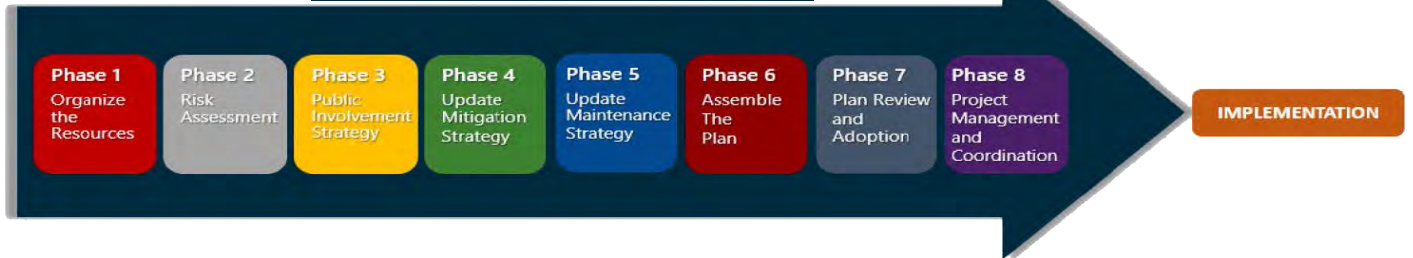 Phase 1
Organize
the
Resources
Phase 2
Risk
Assessment
Phase 3
Public
Involvement
Strategy
Phase 4
Update
Mitigation
Strategy
Phase 5
Update
Maintenance
Strategy
Phase 6
Assemble
The
Plan
Phase 7
Plan Review
and
Adoption
Phase 8
Project
Management
and
Coordination
IMPLEMENTATION